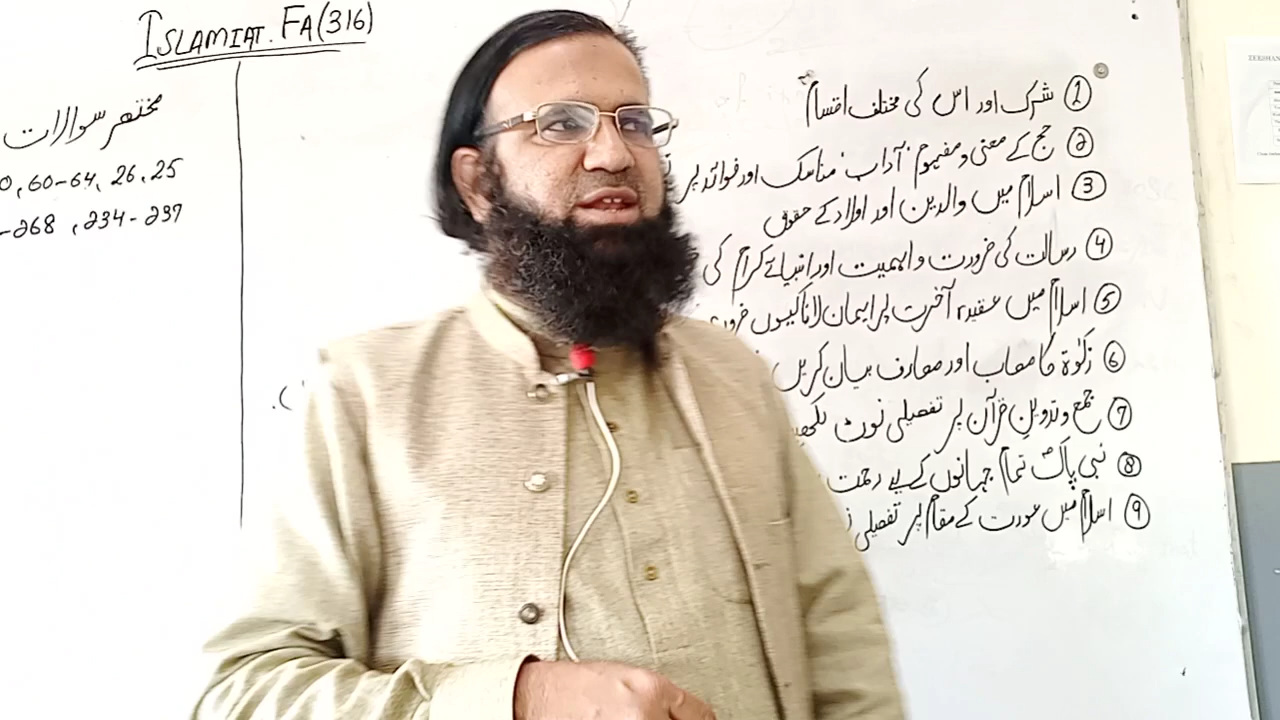 ISLAMIAT. FA(316)
مختصر سوالات
0, 60-64, 26, 25
-268 , 234-237
① شرک اور اس کی مختلف اقسام
② حج کے معنی و مفہوم، آداب، مناسک اور فوائد پر
③ اسلام میں والدین اور اولاد کے حقوق
④ رسالت کی ضرورت و اہمیت اور انبیائے کرام کی
⑤ اسلام میں عقیدہ آخرت پر ایمان لانا کیوں
⑥ زکوٰۃ کا اور معارف بیان کریں
⑦ جمع و تدوین قرآن پر تفصیلی نوٹ لکھیں
⑧ نبی پاکؐ تمام جہانوں کے لیے رحمت
⑨ اسلام میں عورت کے مقام پر تفصیلی